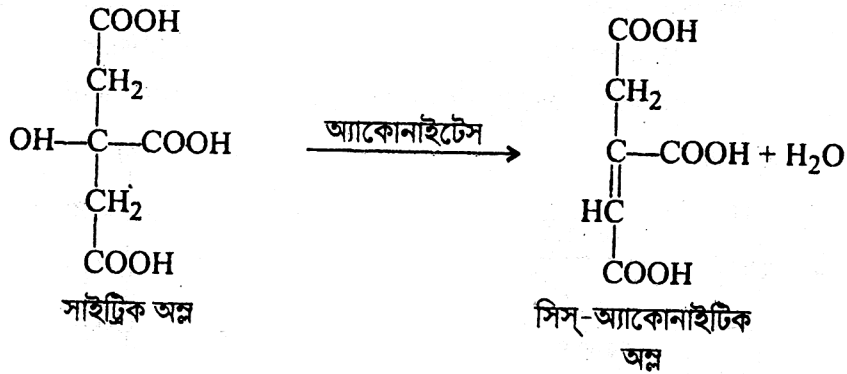 COOH
CH₂
OH—C—COOH
CH₂
COOH
সাইট্রিক অম্ল
অ্যাকোনাইটেস
COOH
CH₂
C—COOH + H₂O
HC
COOH
সিস্-অ্যাকোনাইটিক
অম্ল